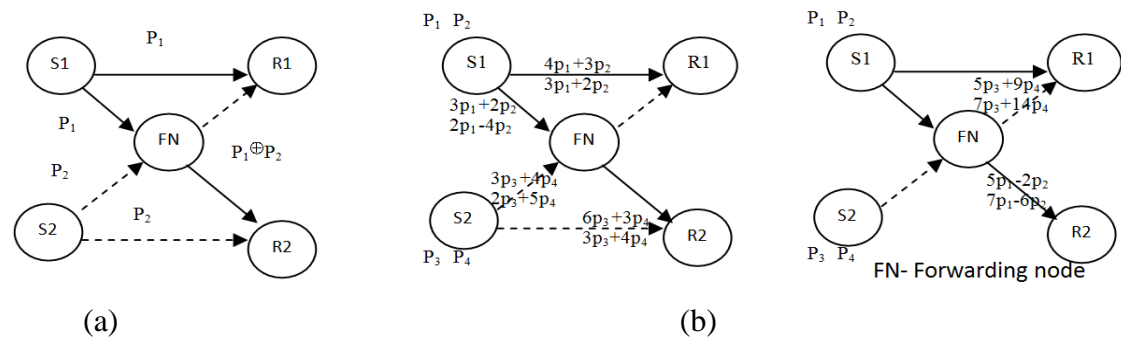 P1
S1
R1
P1
FN
P1⊕P2
P2
P2
S2
R2
(a)
P1 P2
S1
4p1+3p2
3p1+2p2
R1
3p1+2p2
2p1-4p2
FN
3p3+4p4
2p3+5p4
S2
6p3+3p4
3p3+4p4
R2
P3 P4
(b)
P1 P2
S1
R1
5p3+9p4
7p3+14p4
FN
5p1-2p2
7p1-6p2
S2
R2
P3 P4
FN- Forwarding node